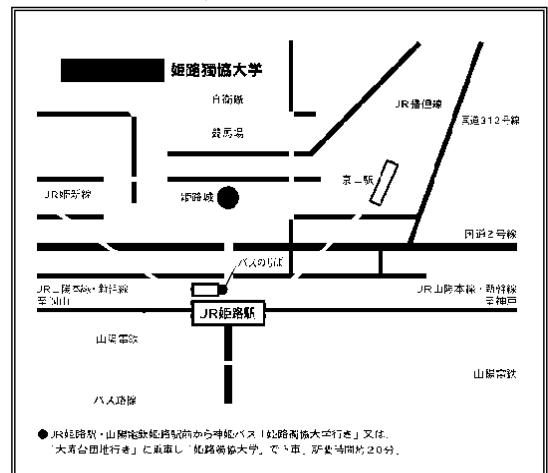 姫路獨協大学
自衛隊
競馬場
JR播但線
国道312号線
京口駅
JR姫新線
姫路城
国道2号線
バスのりば
JR山陽本線・新幹線
至岡山
JR山陽本線・新幹線
至神戸
JR姫路駅
山陽電鉄
山陽電鉄
バス路線
●JR姫路駅・山陽電鉄姫路駅前から神姫バス「姫路獨協大学行き」又は、
「大寿台団地行き」に乗車し「姫路獨協大学」で下車。所要時間約20分。